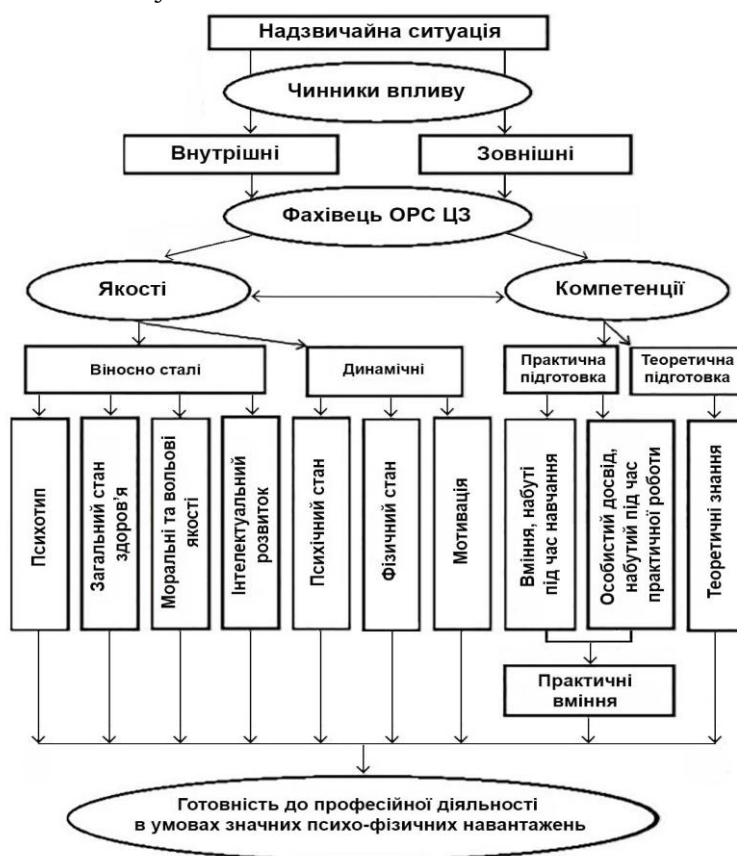 Надзвичайна ситуація
Чинники впливу
Внутрішні
Зовнішні
Фахівець ОРС ЦЗ
Якості
Компетенції
Віносно сталі
Динамічні
Практична
підготовка
Теоретична
підготовка
Психотип
Загальний стан
здоров’я
Моральні та вольові
якості
Інтелектуальний
розвиток
Психічний стан
Фізичний стан
Мотивація
Вміння, набуті
під час навчання
Особистий досвід,
набутий під час
практичної роботи
Теоретичні знання
Практичні
вміння
Готовність до професійної діяльності
в умовах значних психо-фізичних навантажень